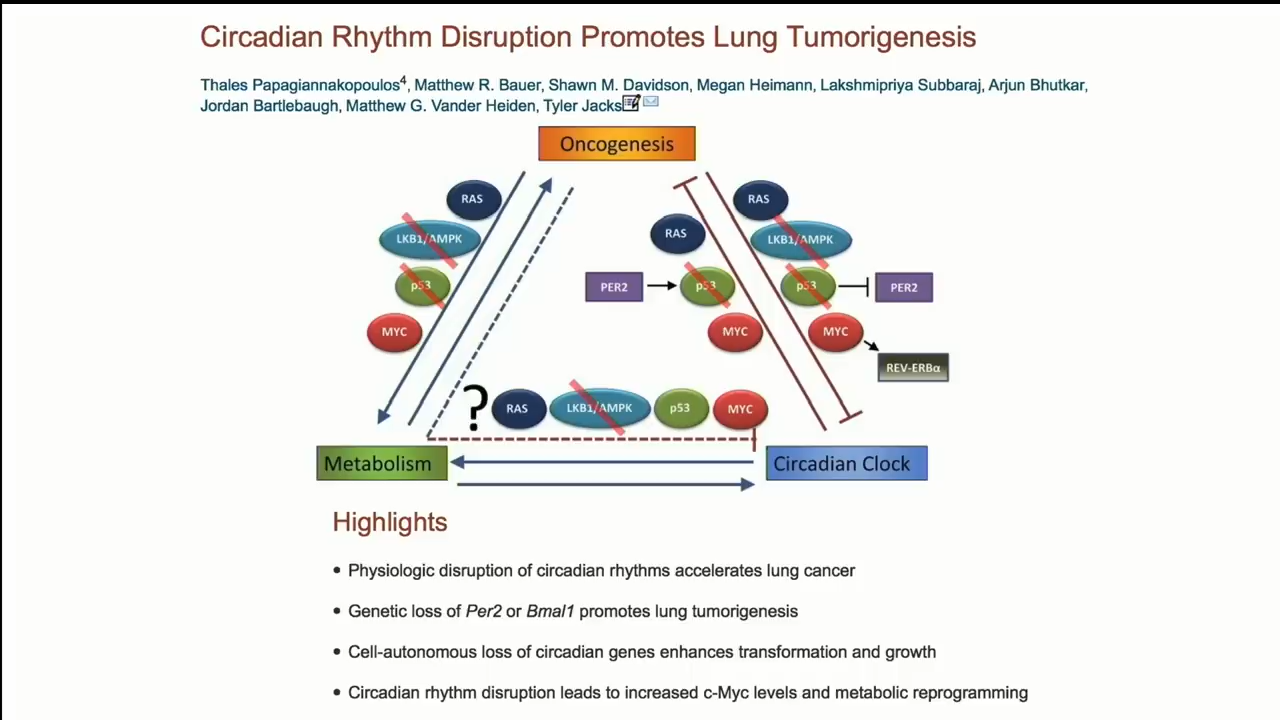 Circadian Rhythm Disruption Promotes Lung Tumorigenesis
Thales Papagiannakopoulos4, Matthew R. Bauer, Shawn M. Davidson, Megan Heimann, Lakshmipriya Subbaraj, Arjun Bhutkar,
Jordan Bartlebaugh, Matthew G. Vander Heiden, Tyler Jacks
Oncogenesis
RAS
LKB1/AMPK
p53
MYC
RAS
PER2
p53
MYC
RAS
LKB1/AMPK
p53
PER2
MYC
REV-ERBα
?
RAS
LKB1/AMPK
p53
MYC
Metabolism
Circadian Clock
Highlights
• Physiologic disruption of circadian rhythms accelerates lung cancer
• Genetic loss of Per2 or Bmal1 promotes lung tumorigenesis
• Cell-autonomous loss of circadian genes enhances transformation and growth
• Circadian rhythm disruption leads to increased c-Myc levels and metabolic reprogramming